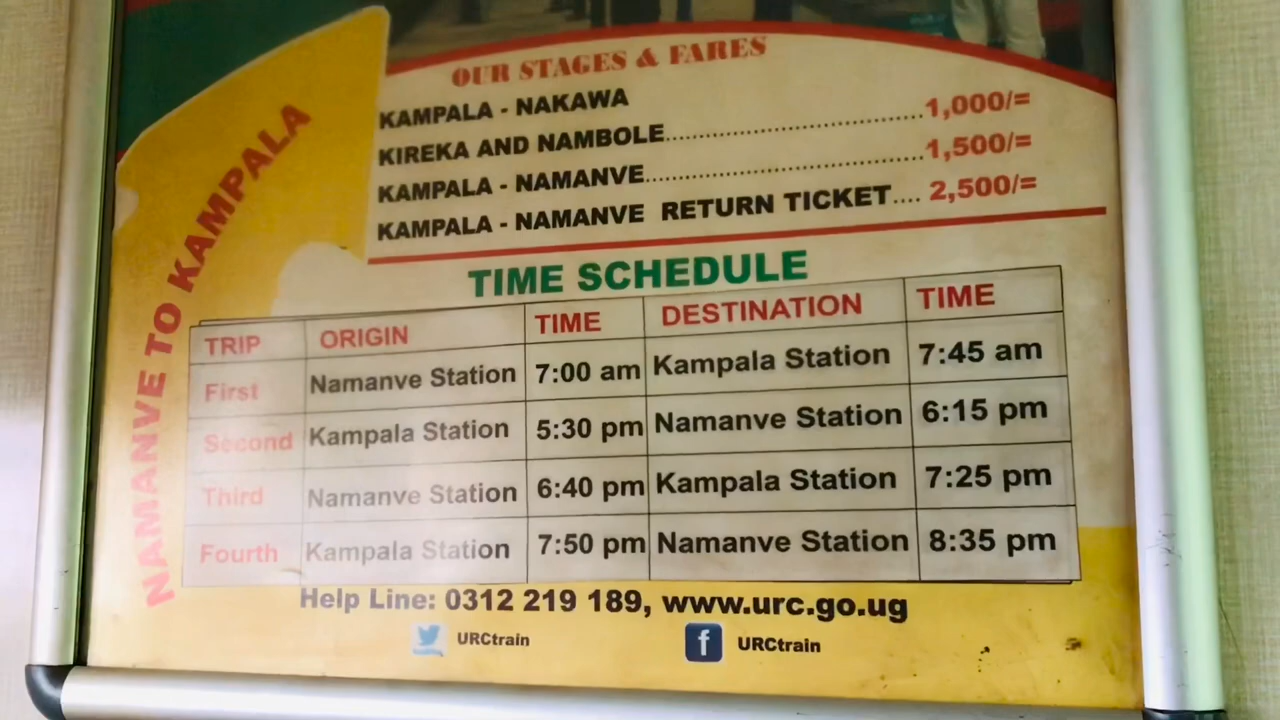 OUR STAGES & FARES
KAMPALA - NAKAWA
KIREKA AND NAMBOLE..............................................1,000/=
KAMPALA - NAMANVE..................................................1,500/=
KAMPALA - NAMANVE RETURN TICKET.... 2,500/=
NAMANVE TO KAMPALA
TIME SCHEDULE
TRIP ORIGIN TIME DESTINATION TIME
First Namanve Station 7:00 am Kampala Station 7:45 am
Second Kampala Station 5:30 pm Namanve Station 6:15 pm
Third Namanve Station 6:40 pm Kampala Station 7:25 pm
Fourth Kampala Station 7:50 pm Namanve Station 8:35 pm
Help Line: 0312 219 189, www.urc.go.ug
URCtrain f URCtrain